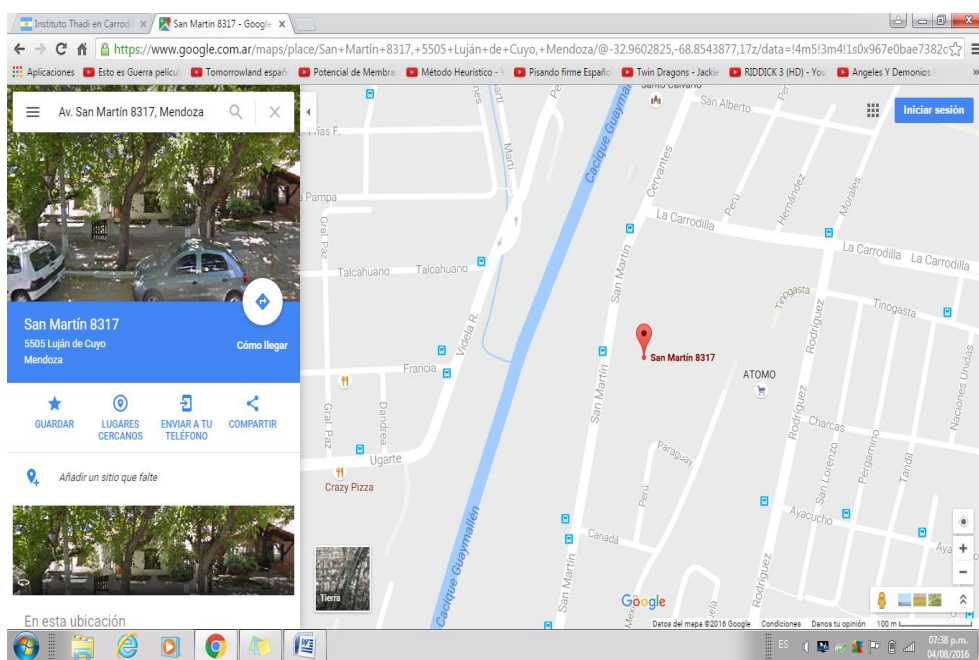 Instituto Thadi en Carrodi
San Martín 8317 - Google
https://www.google.com.ar/maps/place/San+Martín+8317,+5505+Luján+de+Cuyo,+Mendoza/@-32.9602825,-68.8543877,17z/data=!4m5!3m4!1s0x967e0bae7382c
Aplicaciones
Esto es Guerra pelícu
Tomorrowland españ
Potencial de Membra
Método Heurístico -
Pisando firme Españo
Twin Dragons - Jackie
RIDDICK 3 (HD) - You
Angeles Y Demonios
Av. San Martín 8317, Mendoza
San Martín 8317
5505 Luján de Cuyo
Mendoza
Cómo llegar
GUARDAR
LUGARES CERCANOS
ENVIAR A TU TELÉFONO
COMPARTIR
Añadir un sitio que falte
En esta ubicación
Iniciar sesión
San Alberto
Cacique Guaymallén
Cervantes
Martí
Perú
Hernández
Morales
Pampa
Gral. Paz
La Carrodilla
La Carrodilla
La Carrodilla
Talcahuano
Talcahuano
San Martín
Tinogasta
Tinogasta
Rodríguez
Videla R.
San Martín 8317
Francia
ATOMO
San Martín
Naciones Unidas
Gral. Paz
Dandrea
Rodríguez
Charcas
Ugarte
Paraguay
San Lorenzo
Pergamino
Tandil
Crazy Pizza
Perú
Ayacucho
Canadá
Cacique Guaymallén
San Martín
Rodríguez
Tierra
Google
Datos del mapa ©2016 Google
Condiciones
Danos tu opinión
100 m
ES
07:38 p.m.
04/08/2016